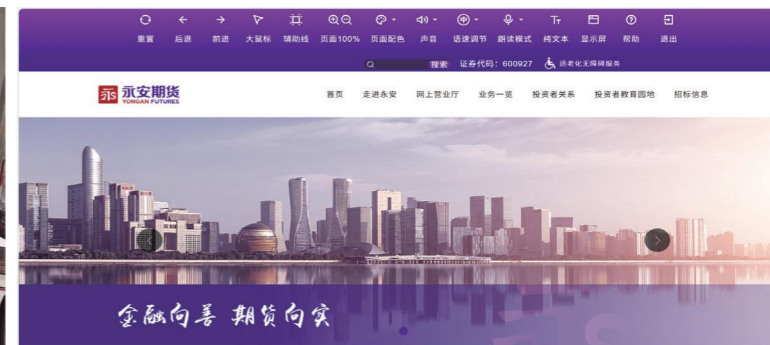 重置 后退 前进 大鼠标 辅助线 页面100% 页面配色 声音 语速调节 朗读模式 纯文本 显示屏 帮助 退出
搜索 证券代码：600927 适老化无障碍服务
永安期货
YONGAN FUTURES
首页 走进永安 网上营业厅 业务一览 投资者关系 投资者教育园地 招标信息
金融向善 期货向实